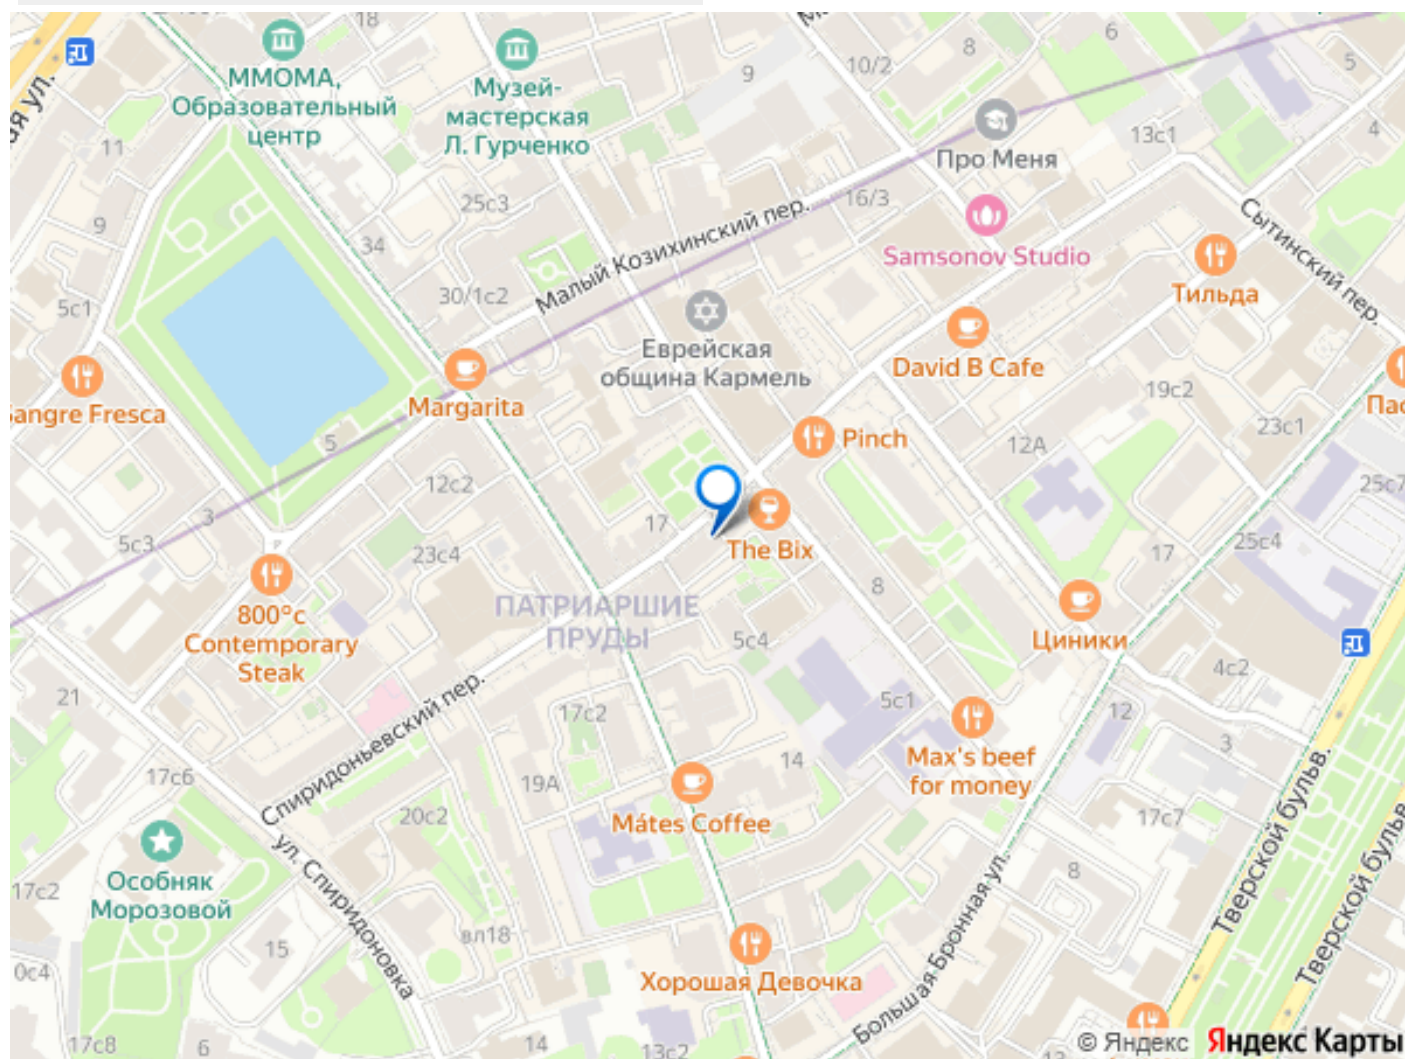 18
ММОМА,
Образовательный
центр
Музей-
мастерская
Л. Гурченко
9
10/2
8
6
5
4
13с1
Про Меня
16/3
Samsonov Studio
Сытинский пер.
Тильда
11
9
34
25с3
30/1с2
Малый Козихинский пер.
5с1
Еврейская
община Кармель
David B Cafe
19с2
23с1
12А
Margarita
5
Pinch
12с2
3
5с3
23с4
17
The Bix
25с4
17
800°c
Contemporary
Steak
ПАТРИАРШИЕ
ПРУДЫ
5с4
8
Циники
4с2
21
Спиридоньевский пер.
17с2
5с1
12
3
Max's beef
for money
17с6
19А
14
20с2
Mátes Coffee
17с7
Тверской бульв.
Тверской бульв.
Особняк
Морозовой
17с2
ул. Спиридоновка
8
15
вл18
Хорошая Девочка
Большая Бронная ул.
17с8
6
14
13с2
© Яндекс Яндекс Карты